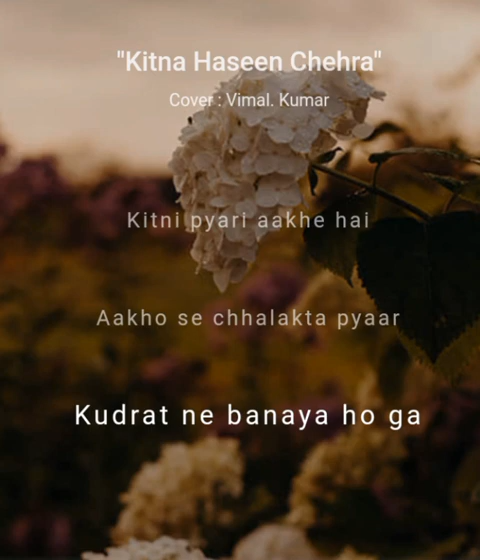 "Kitna Haseen Chehra"
Cover : Vimal. Kumar
Kitni pyari aakhe hai
Aakho se chhalakta pyaar
Kudrat ne banaya ho ga